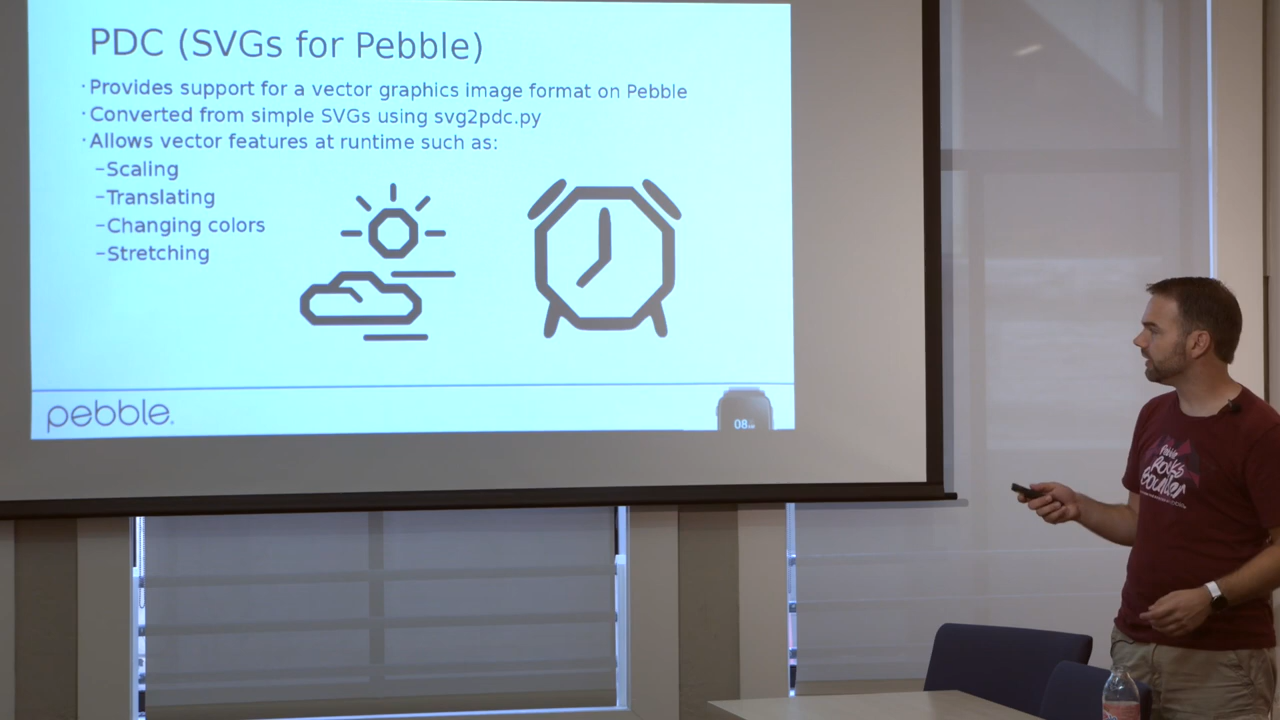 PDC (SVGs for Pebble)
·Provides support for a vector graphics image format on Pebble
·Converted from simple SVGs using svg2pdc.py
·Allows vector features at runtime such as:
–Scaling
–Translating
–Changing colors
–Stretching
pebble.
08
Pebble
Rocks
Boulder